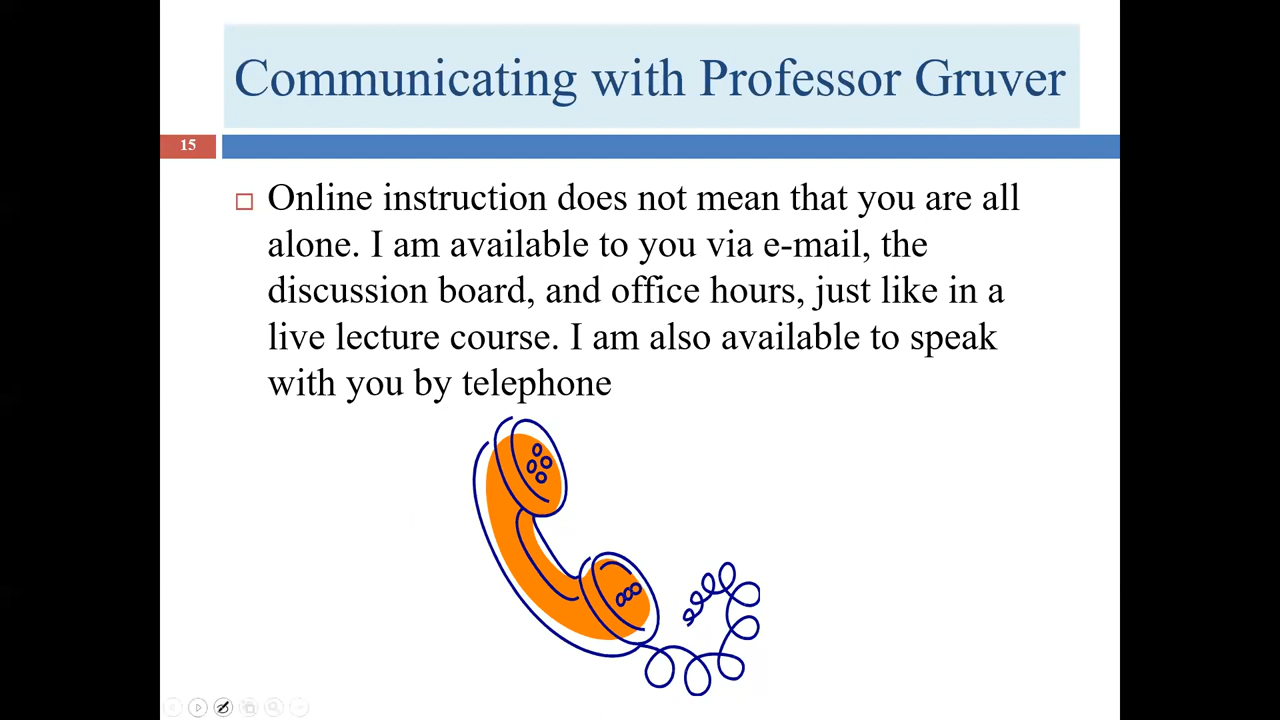 Communicating with Professor Gruver
15
Online instruction does not mean that you are all
alone. I am available to you via e-mail, the
discussion board, and office hours, just like in a
live lecture course. I am also available to speak
with you by telephone